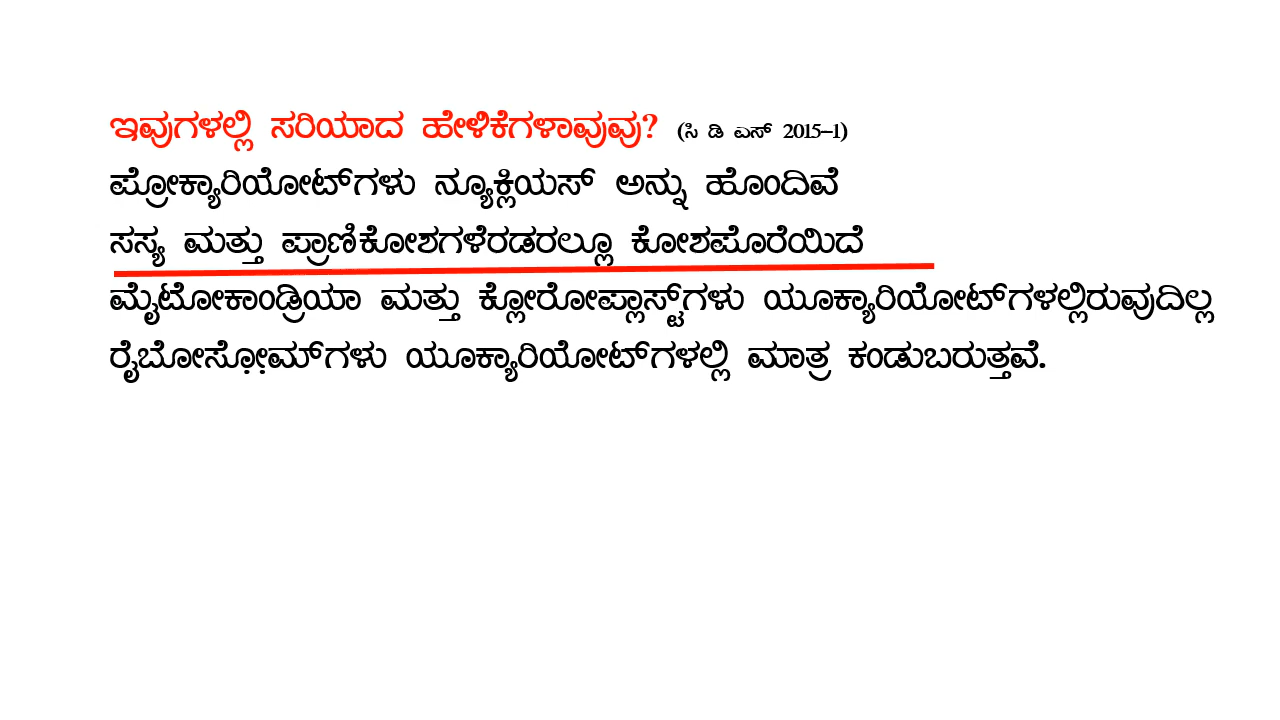 ಇವುಗಳಲ್ಲಿ ಸರಿಯಾದ ಹೇಳಿಕೆಗಳಾವುವು? (ಸಿ ಡಿ ಎಸ್ 2015–1)
ಪ್ರೋಕ್ಯಾರಿಯೋಟ್‌ಗಳು ನ್ಯೂಕ್ಲಿಯಸ್ ಅನ್ನು ಹೊಂದಿವೆ
ಸಸ್ಯ ಮತ್ತು ಪ್ರಾಣಿಕೋಶಗಳೆರಡರಲ್ಲೂ ಕೋಶಪೊರೆಯಿದೆ
ಮೈಟೋಕಾಂಡ್ರಿಯಾ ಮತ್ತು ಕ್ಲೋರೋಪ್ಲಾಸ್ಟ್‌ಗಳು ಯೂಕ್ಯಾರಿಯೋಟ್‌ಗಳಲ್ಲಿರುವುದಿಲ್ಲ
ರೈಬೋಸೋ಼ಮ್‌ಗಳು ಯೂಕ್ಯಾರಿಯೋಟ್‌ಗಳಲ್ಲಿ ಮಾತ್ರ ಕಂಡುಬರುತ್ತವೆ.